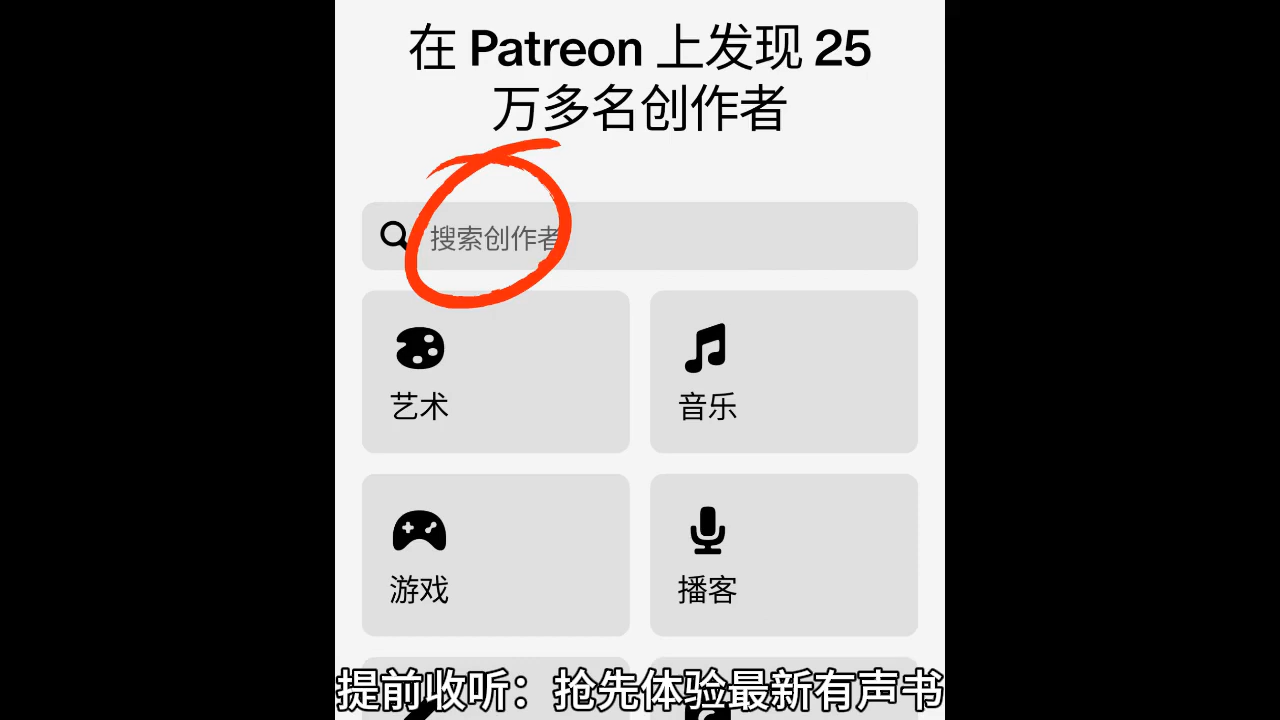 在 Patreon 上发现 25
万多名创作者
搜索创作者
艺术
音乐
游戏
播客
提前收听：抢先体验最新有声书